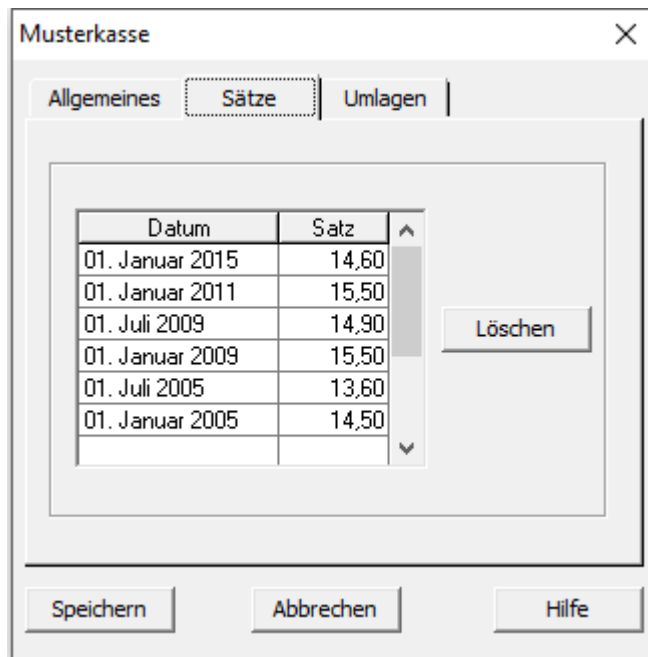 Musterkasse
Allgemeines Sätze Umlagen
Datum Satz
01. Januar 2015 14,60
01. Januar 2011 15,50
01. Juli 2009 14,90
01. Januar 2009 15,50
01. Juli 2005 13,60
01. Januar 2005 14,50
Löschen
Speichern Abbrechen Hilfe